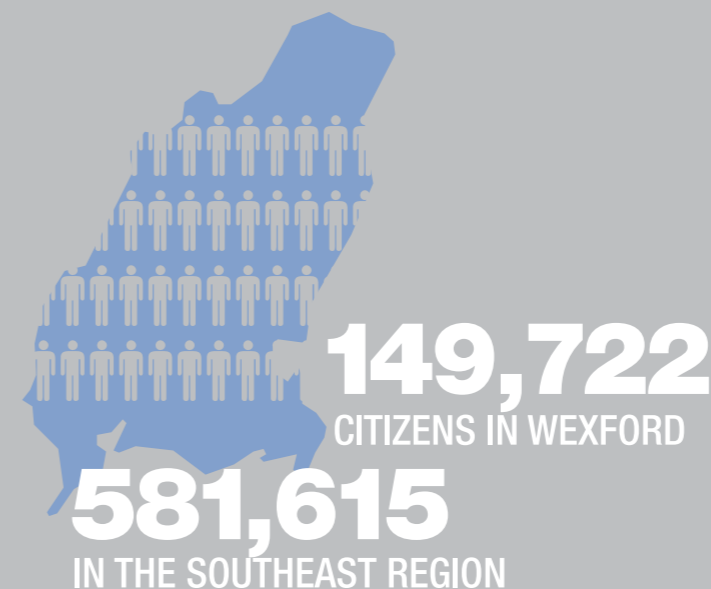 149,722
CITIZENS IN WEXFORD
581,615
IN THE SOUTHEAST REGION